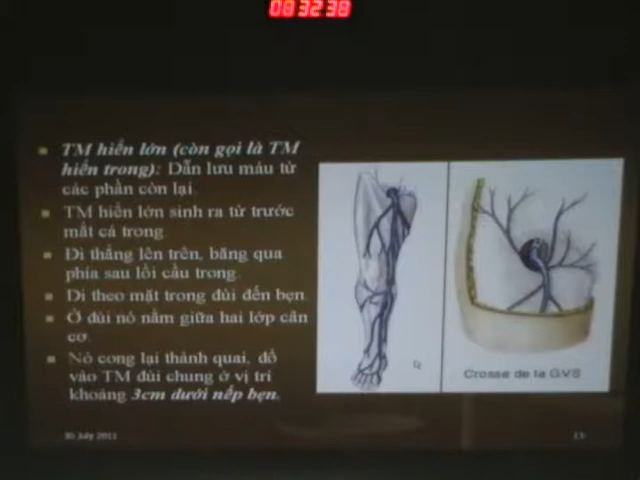 08:32:38
TM hiển lớn (còn gọi là TM
hiển trong): Dẫn lưu máu từ
các phần còn lại.
TM hiển lớn sinh ra từ trước
mắt cá trong.
Đi thẳng lên trên, băng qua
phía sau lồi cầu trong.
Đi theo mặt trong đùi đến bẹn.
Ở đùi nó nằm giữa hai lớp cân
cơ.
Nó cong lại thành quai, đổ
vào TM đùi chung ở vị trí
khoảng 3cm dưới nếp bẹn.
Crosse de la GVS
July 2011